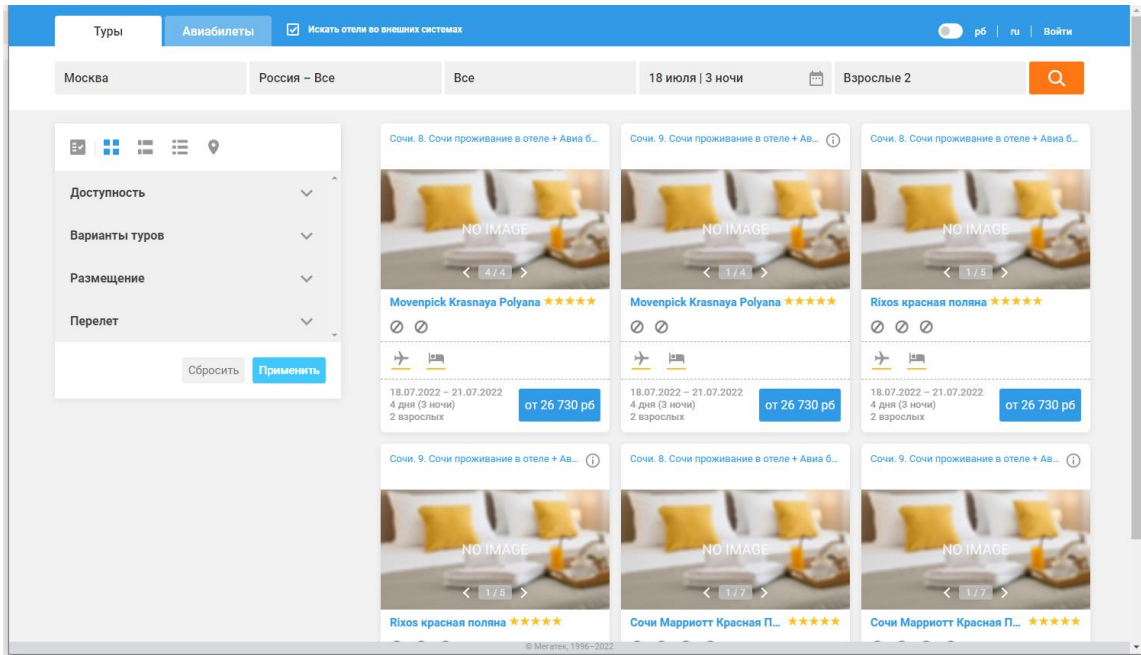 Туры
Авиабилеты
Искать отели во внешних системах
рб | ru | Войти
Москва
Россия – Все
Все
18 июля | 3 ночи
Взрослые 2
Доступность
Варианты туров
Размещение
Перелет
Сбросить
Применить
Сочи. 8. Сочи проживание в отеле + Авиа б...
NO IMAGE
4/4
Movenpick Krasnaya Polyana
18.07.2022 – 21.07.2022
4 дня (3 ночи)
2 взрослых
от 26 730 рб
Сочи. 9. Сочи проживание в отеле + Ав...
NO IMAGE
1/4
Movenpick Krasnaya Polyana
18.07.2022 – 21.07.2022
4 дня (3 ночи)
2 взрослых
от 26 730 рб
Сочи. 8. Сочи проживание в отеле + Авиа б...
NO IMAGE
1/5
Rixos красная поляна
18.07.2022 – 21.07.2022
4 дня (3 ночи)
2 взрослых
от 26 730 рб
Сочи. 9. Сочи проживание в отеле + Ав...
NO IMAGE
1/5
Rixos красная поляна
Сочи. 8. Сочи проживание в отеле + Авиа б...
NO IMAGE
1/7
Сочи Марриотт Красная П...
Сочи. 9. Сочи проживание в отеле + Ав...
NO IMAGE
1/7
Сочи Марриотт Красная П...
© Мегатек, 1996–2022